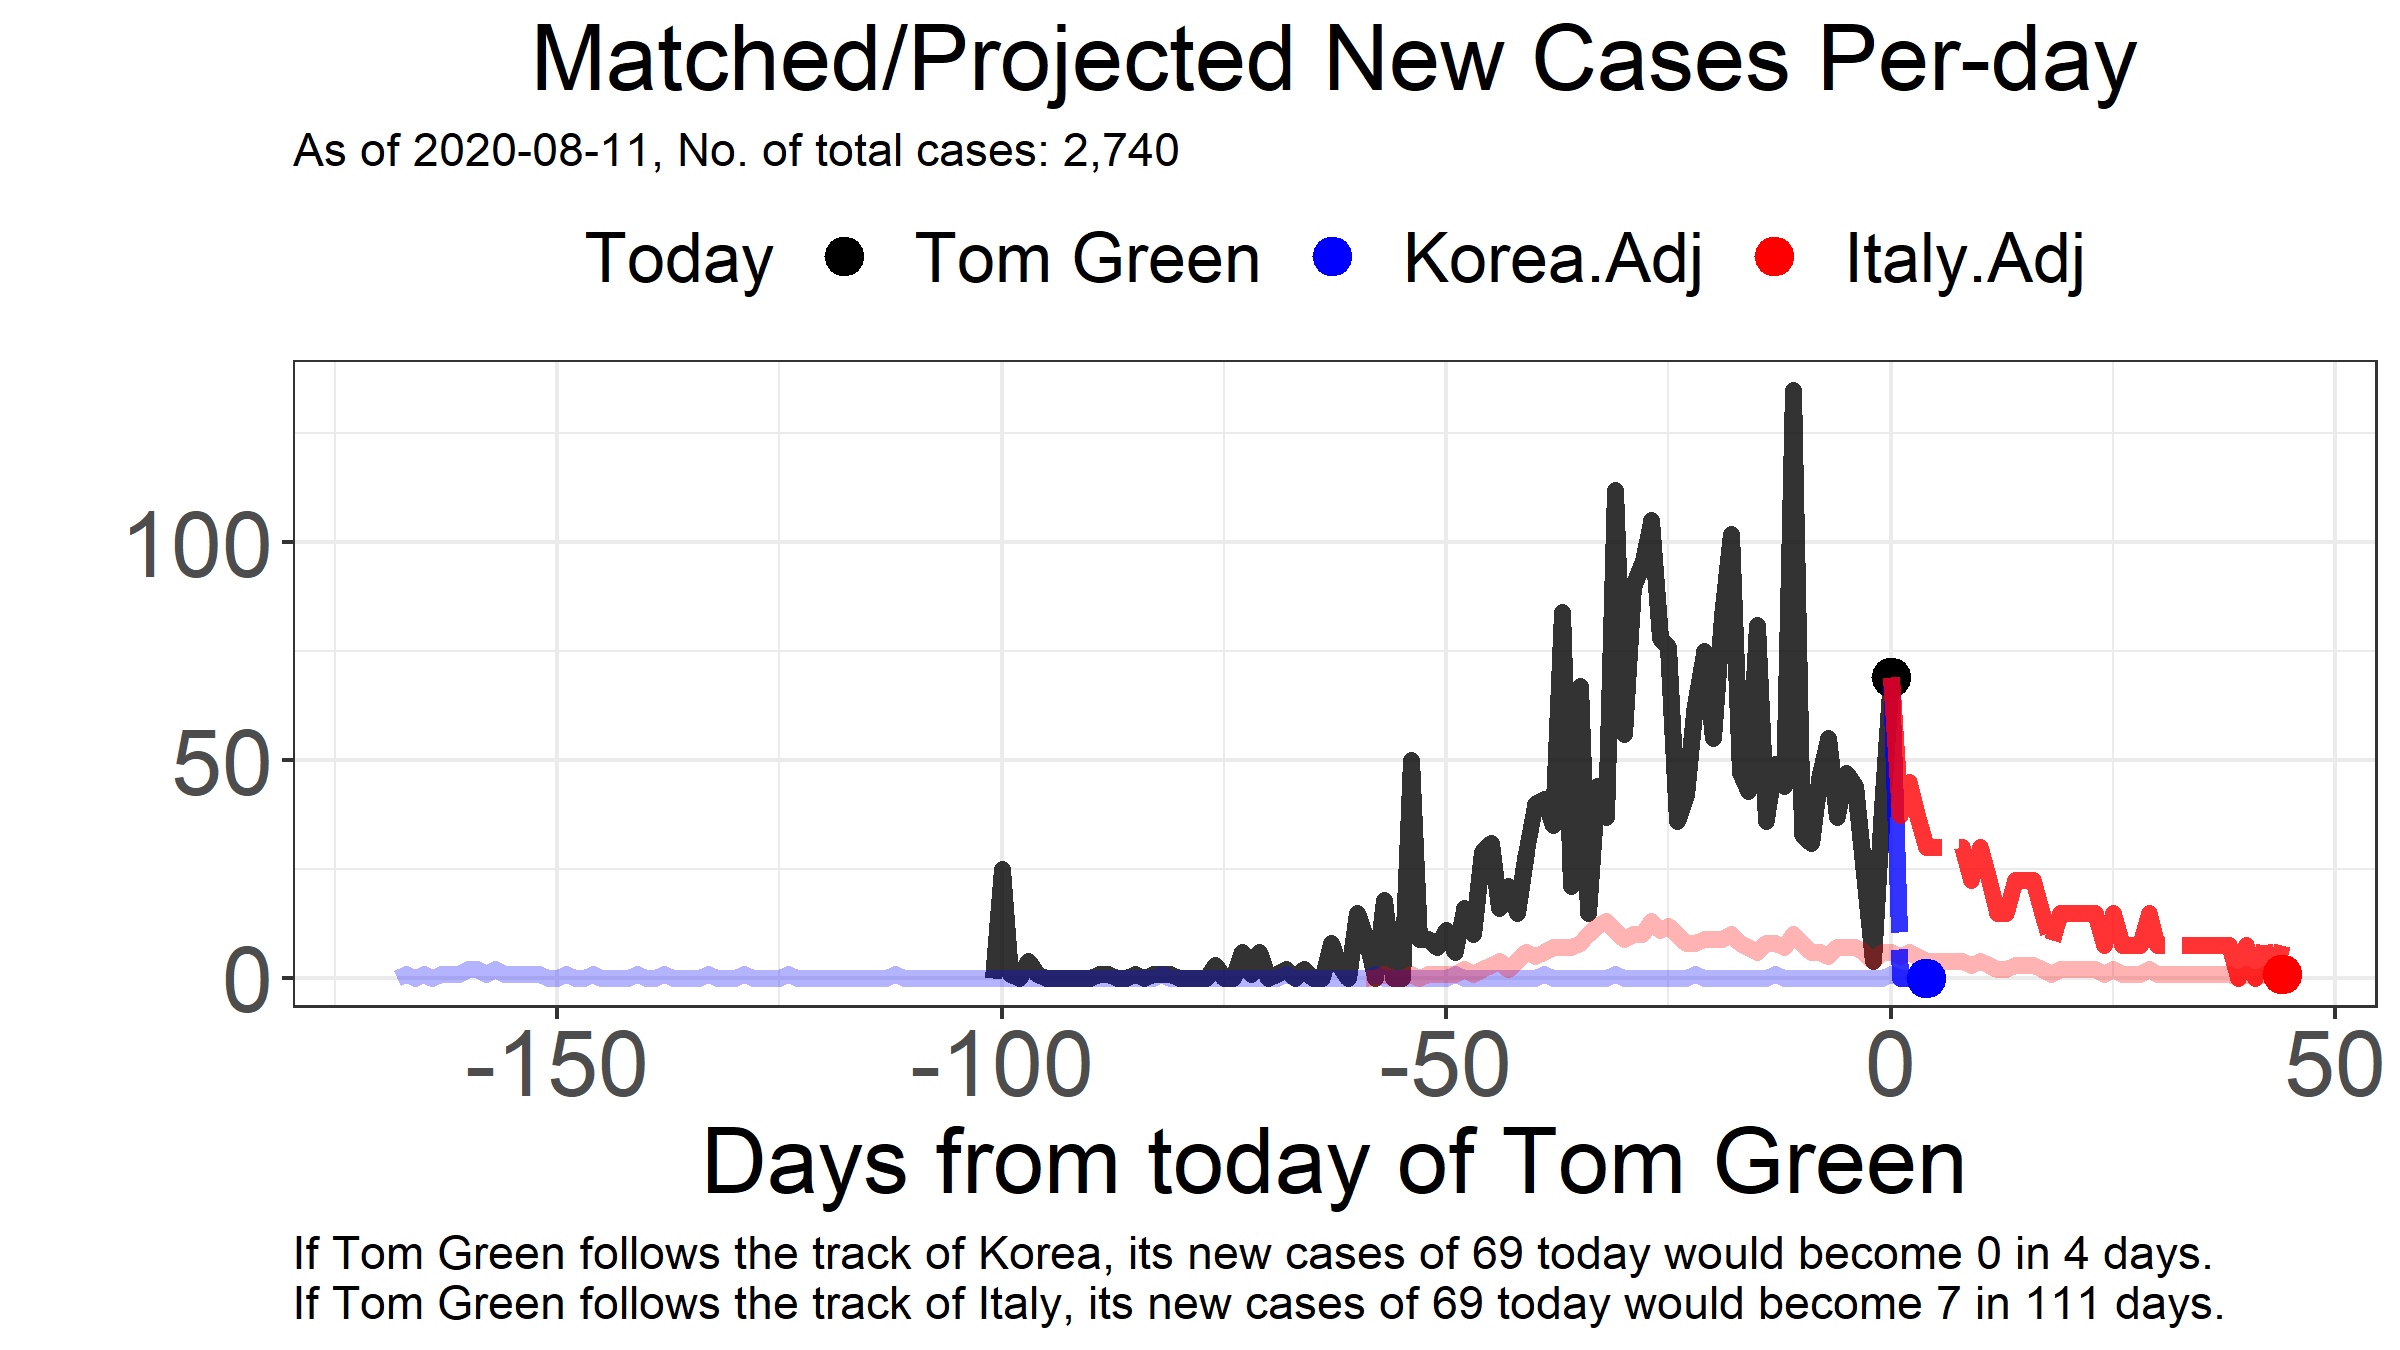 Matched/Projected New Cases Per-day
As of 2020-08-11, No. of total cases: 2,740
Today Tom Green Korea.Adj Italy.Adj
100
50
0
-150 -100 -50 0 50
Days from today of Tom Green
If Tom Green follows the track of Korea, its new cases of 69 today would become 0 in 4 days.
If Tom Green follows the track of Italy, its new cases of 69 today would become 7 in 111 days.